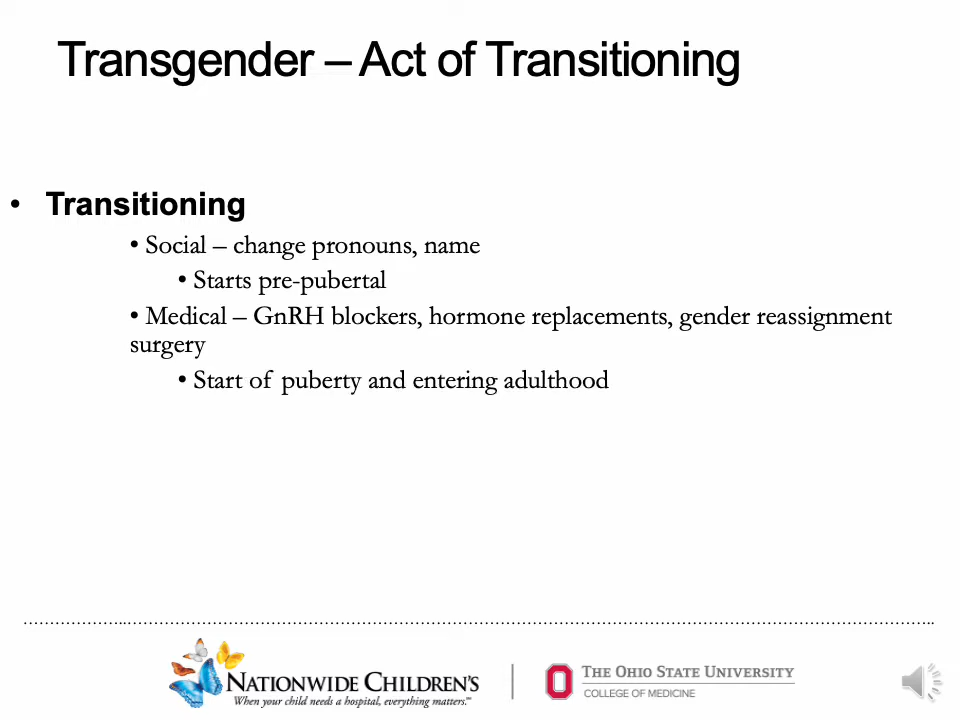 Transgender – Act of Transitioning
• Transitioning
• Social – change pronouns, name
• Starts pre-pubertal
• Medical – GnRH blockers, hormone replacements, gender reassignment
surgery
• Start of puberty and entering adulthood
NATIONWIDE CHILDREN'S
When your child needs a hospital, everything matters.℠
THE OHIO STATE UNIVERSITY
COLLEGE OF MEDICINE